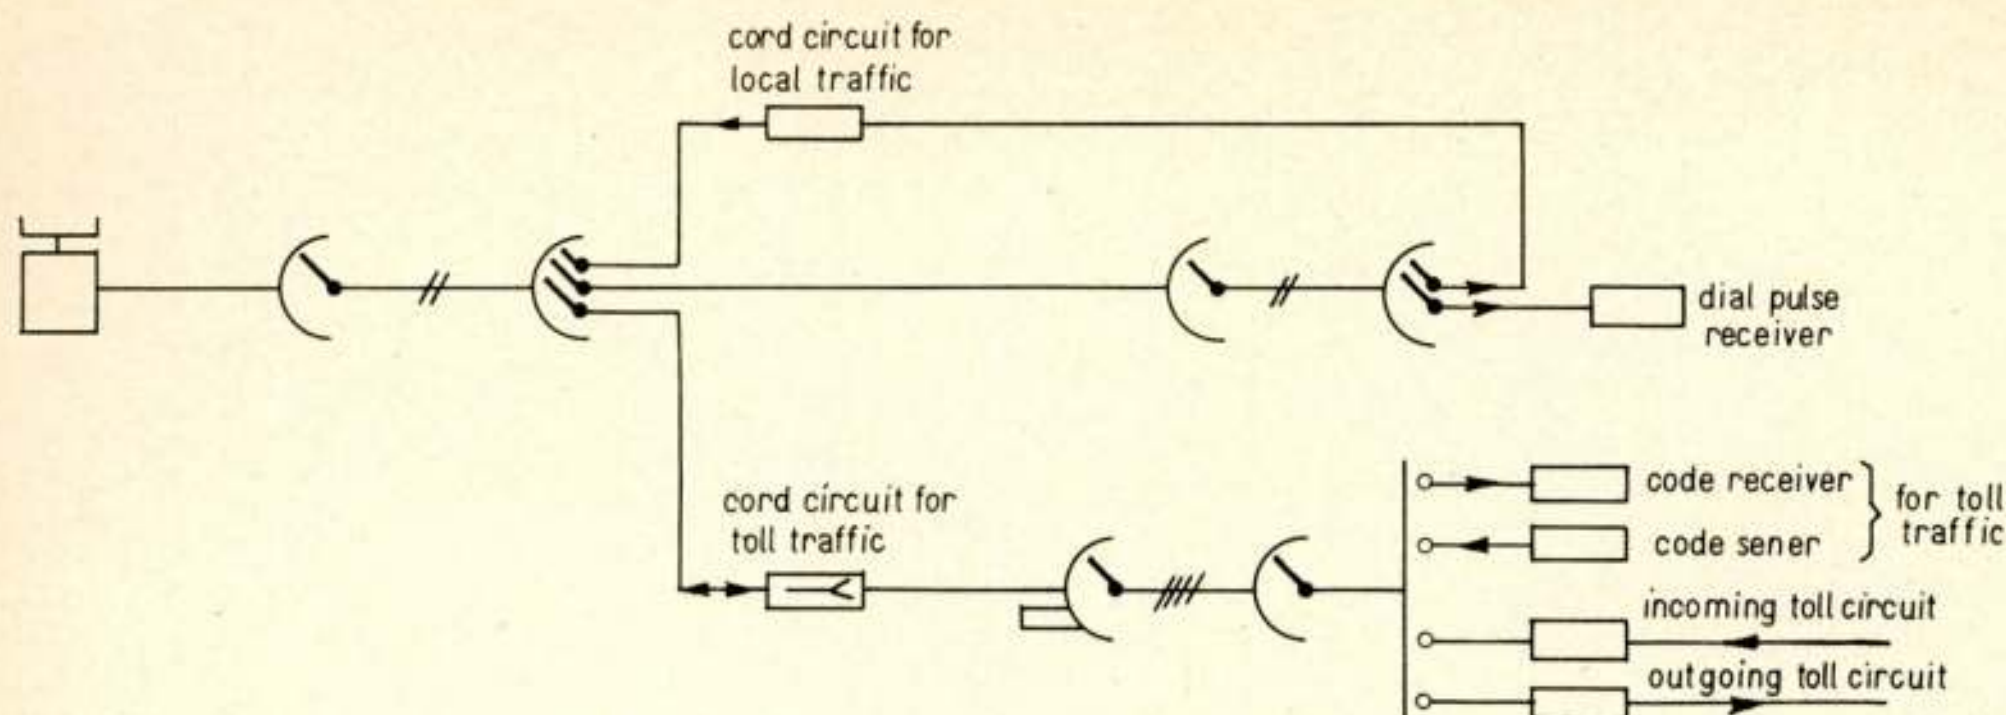 cord circuit for
local traffic
dial pulse
receiver
cord circuit for
toll traffic
code receiver
code sener
for toll
traffic
incoming toll circuit
outgoing toll circuit